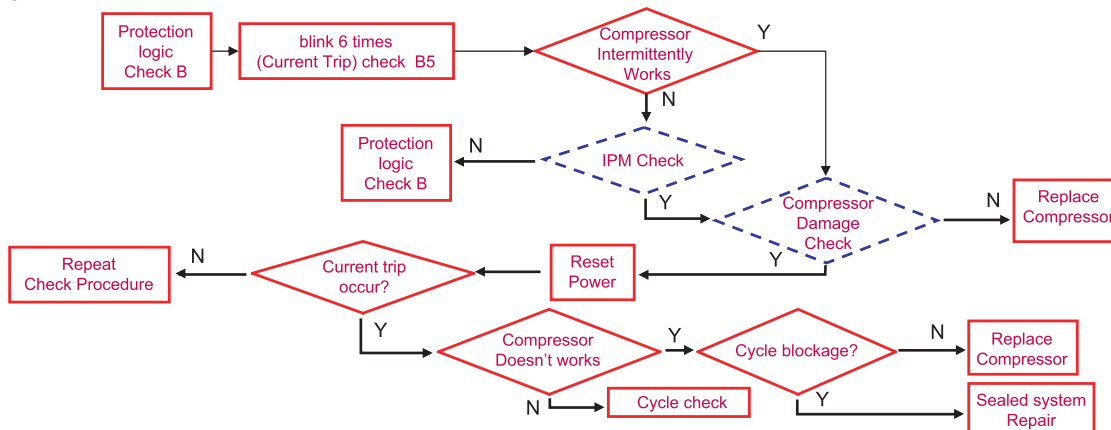 Protection
logic
Check B
blink 6 times
(Current Trip) check B5
Compressor
Intermittently
Works
Y
N
Protection
logic
Check B
N
IPM Check
Y
Compressor
Damage
Check
N
Replace
Compressor
Y
Repeat
Check Procedure
N
Current trip
occur?
Reset
Power
Y
Compressor
Doesn't works
Y
Cycle blockage?
N
Replace
Compressor
N
Cycle check
Y
Sealed system
Repair